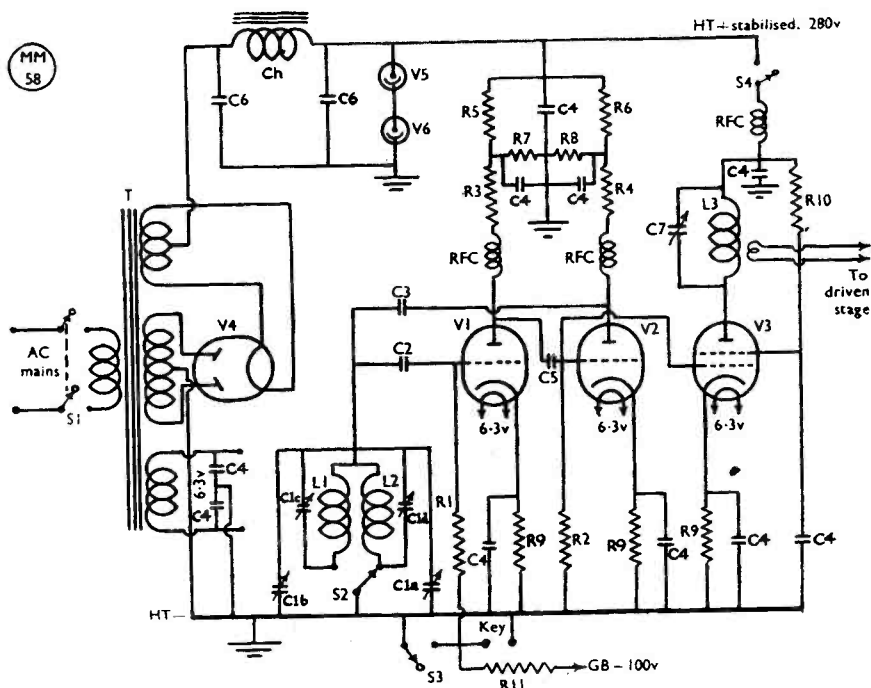 MM
58
HT+ stabilised. 280v
Ch
C6
C6
V5
V6
S4
RFC
R5
C4
R6
R7
R8
C4
R3
C4
C4
R4
R10
L3
C7
RFC
RFC
To
driven
stage
T
C3
V1
V2
V3
V4
C2
C5
AC
mains
S1
6·3v
6·3v
6·3v
C4
6·3v
C4
L1
L2
C1c
C1d
R1
C4
R9
R2
R9
C4
R9
C4
C4
C1b
S2
C1a
HT−
Key
S3
R11
GB – 100v